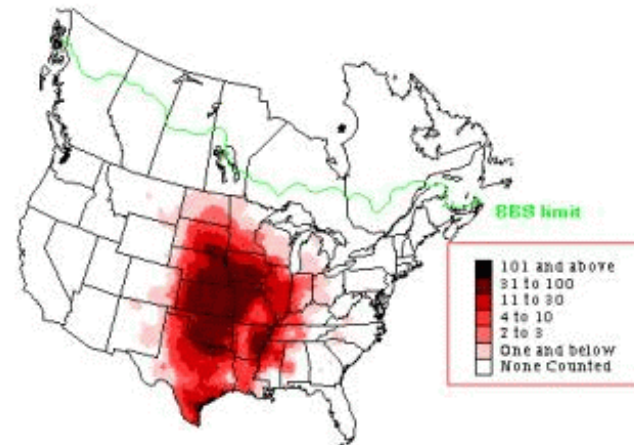 BBS limit
101 and above
31 to 100
11 to 30
4 to 10
2 to 3
One and below
None Counted